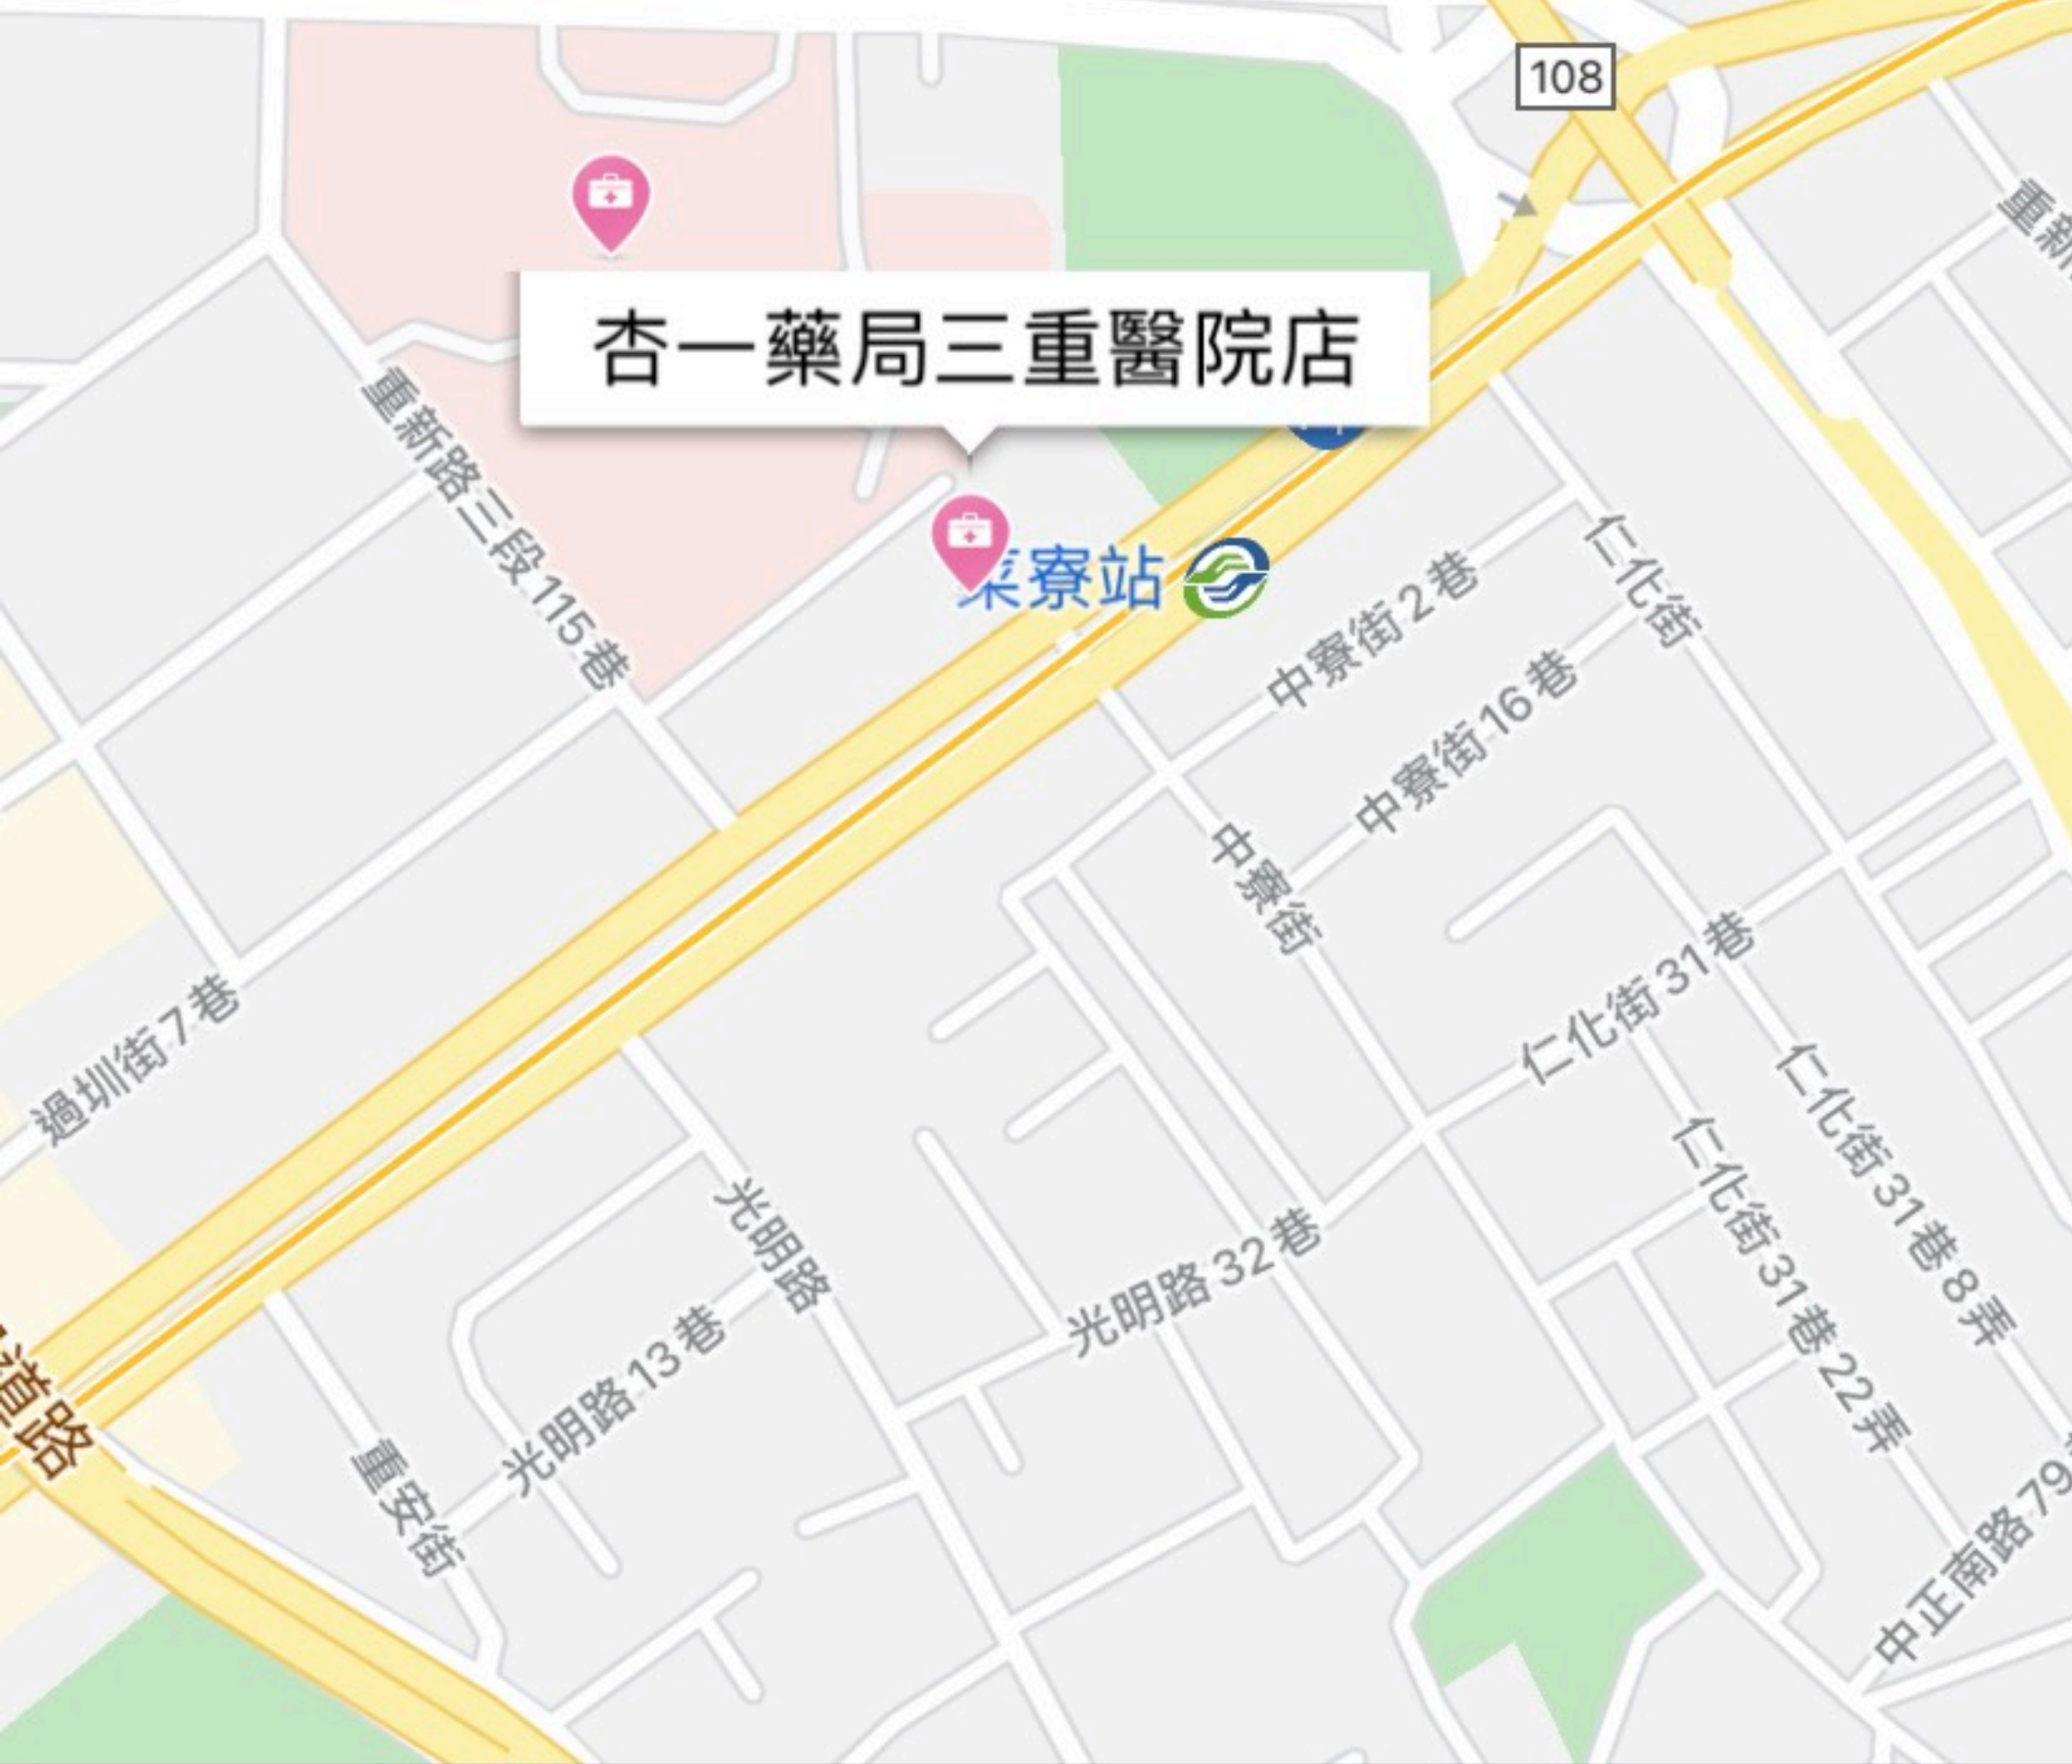 108
杏一藥局三重醫院店
重新路三段115巷
菜寮站
仁化街
中寮街2巷
中寮街16巷
中寮街
仁化街31巷
過圳街7巷
仁化街31巷8弄
仁化街31巷22弄
光明路
光明路32巷
光明路13巷
重安街
道路
中正南路79
重新